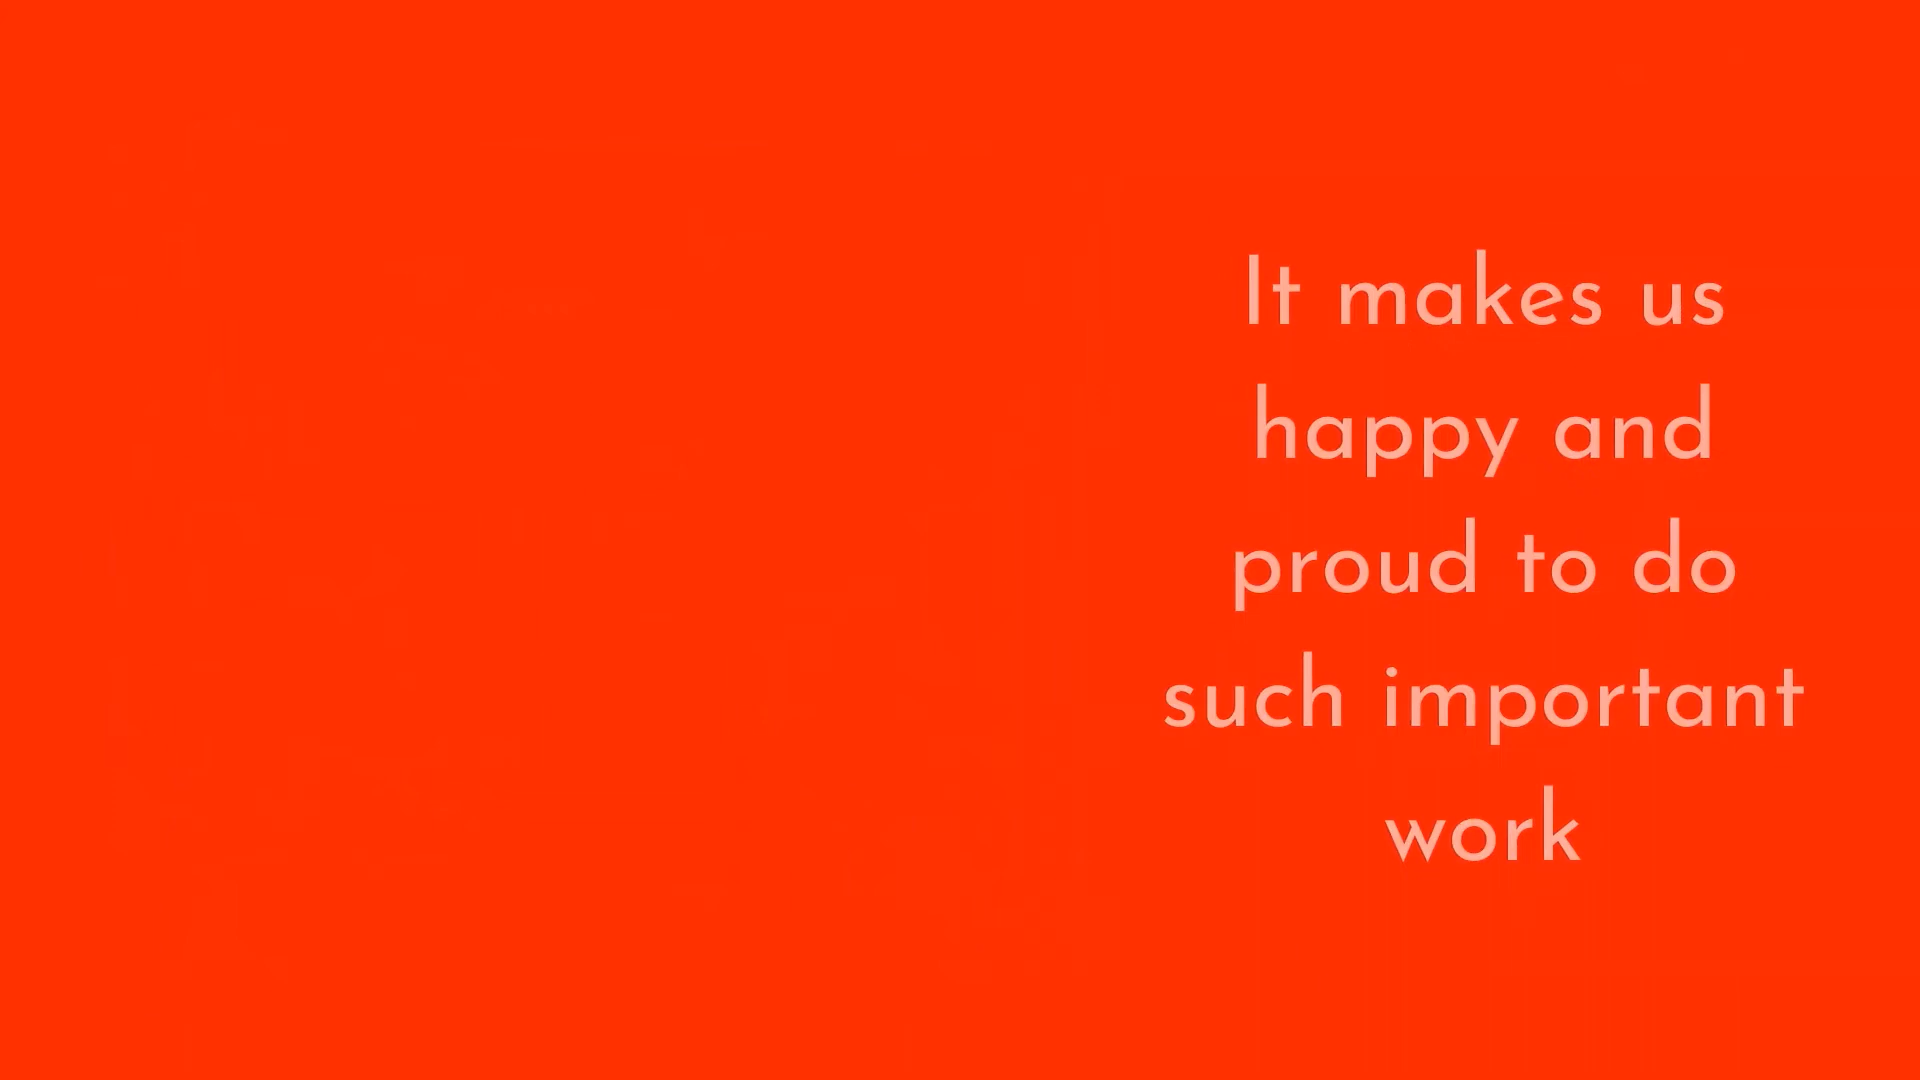 It makes us
happy and
proud to do
such important
work